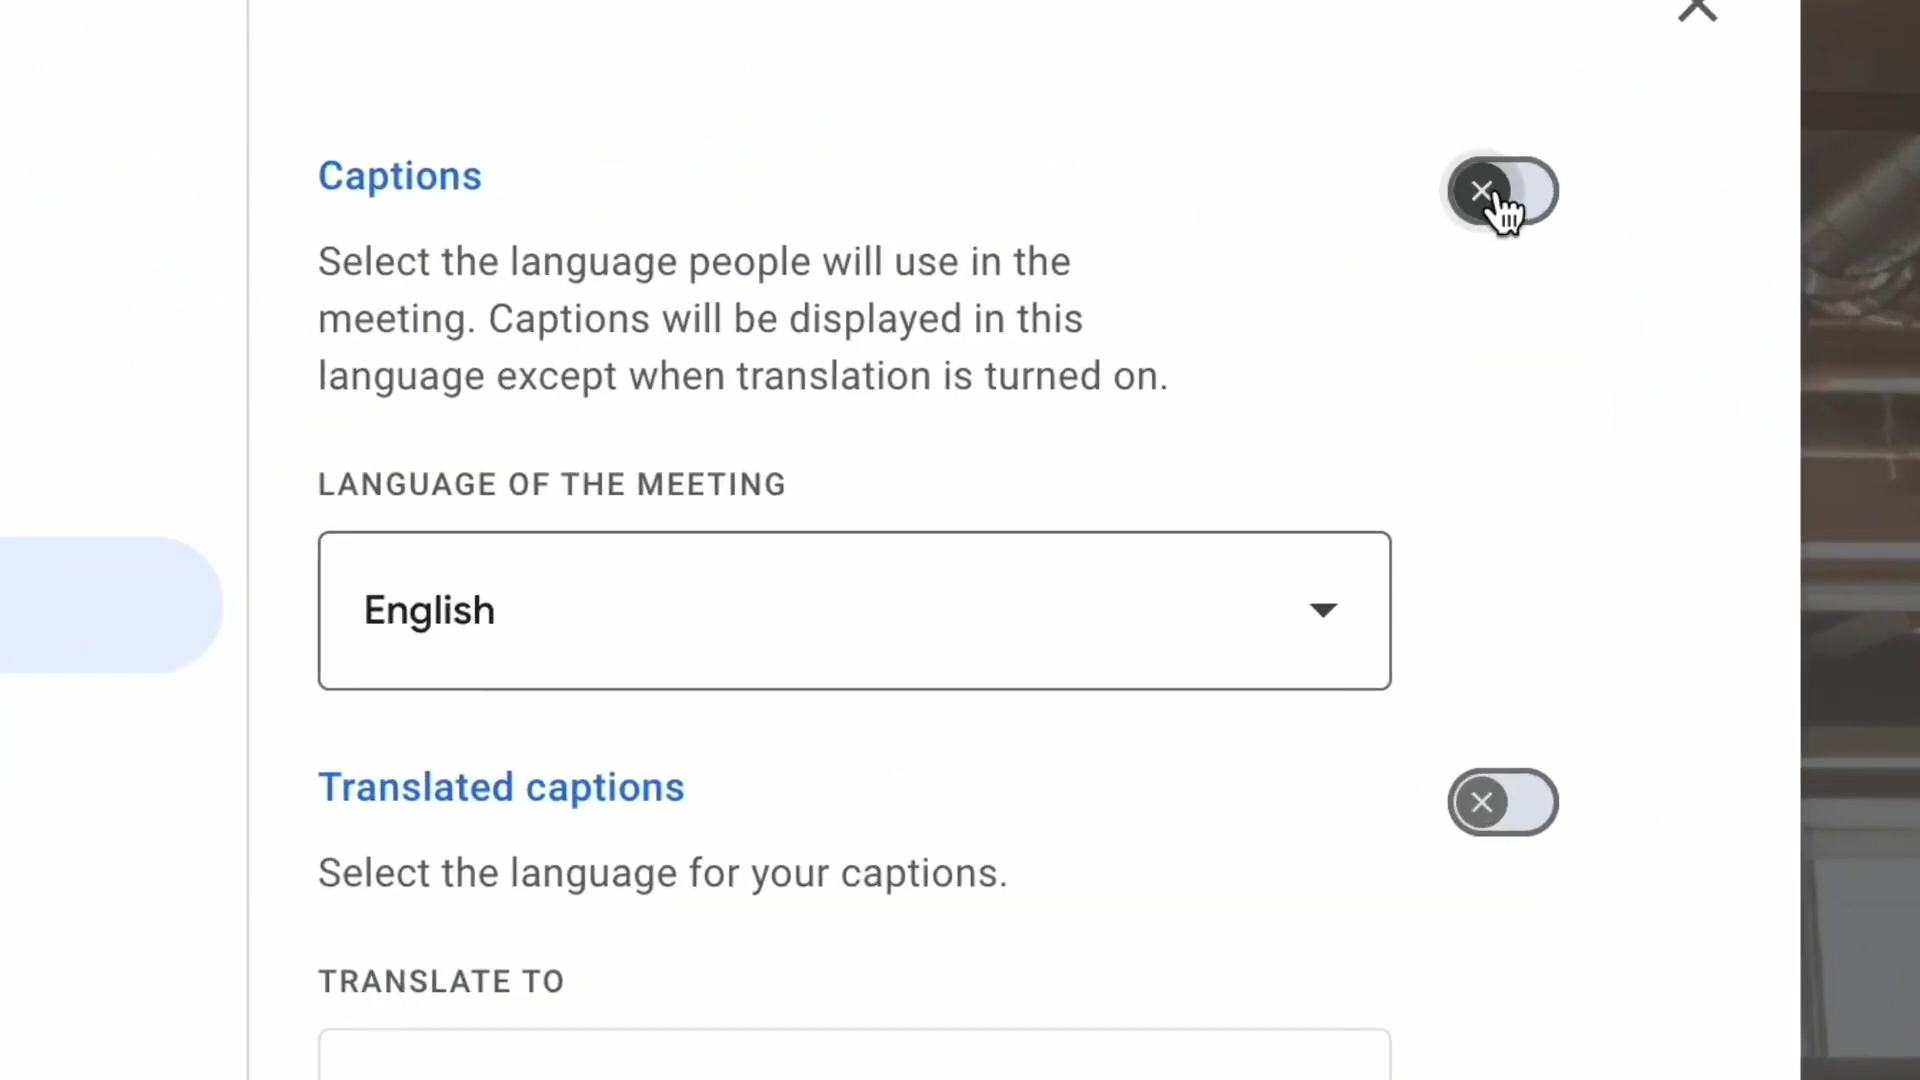 Captions
Select the language people will use in the
meeting. Captions will be displayed in this
language except when translation is turned on.
LANGUAGE OF THE MEETING
English
Translated captions
Select the language for your captions.
TRANSLATE TO